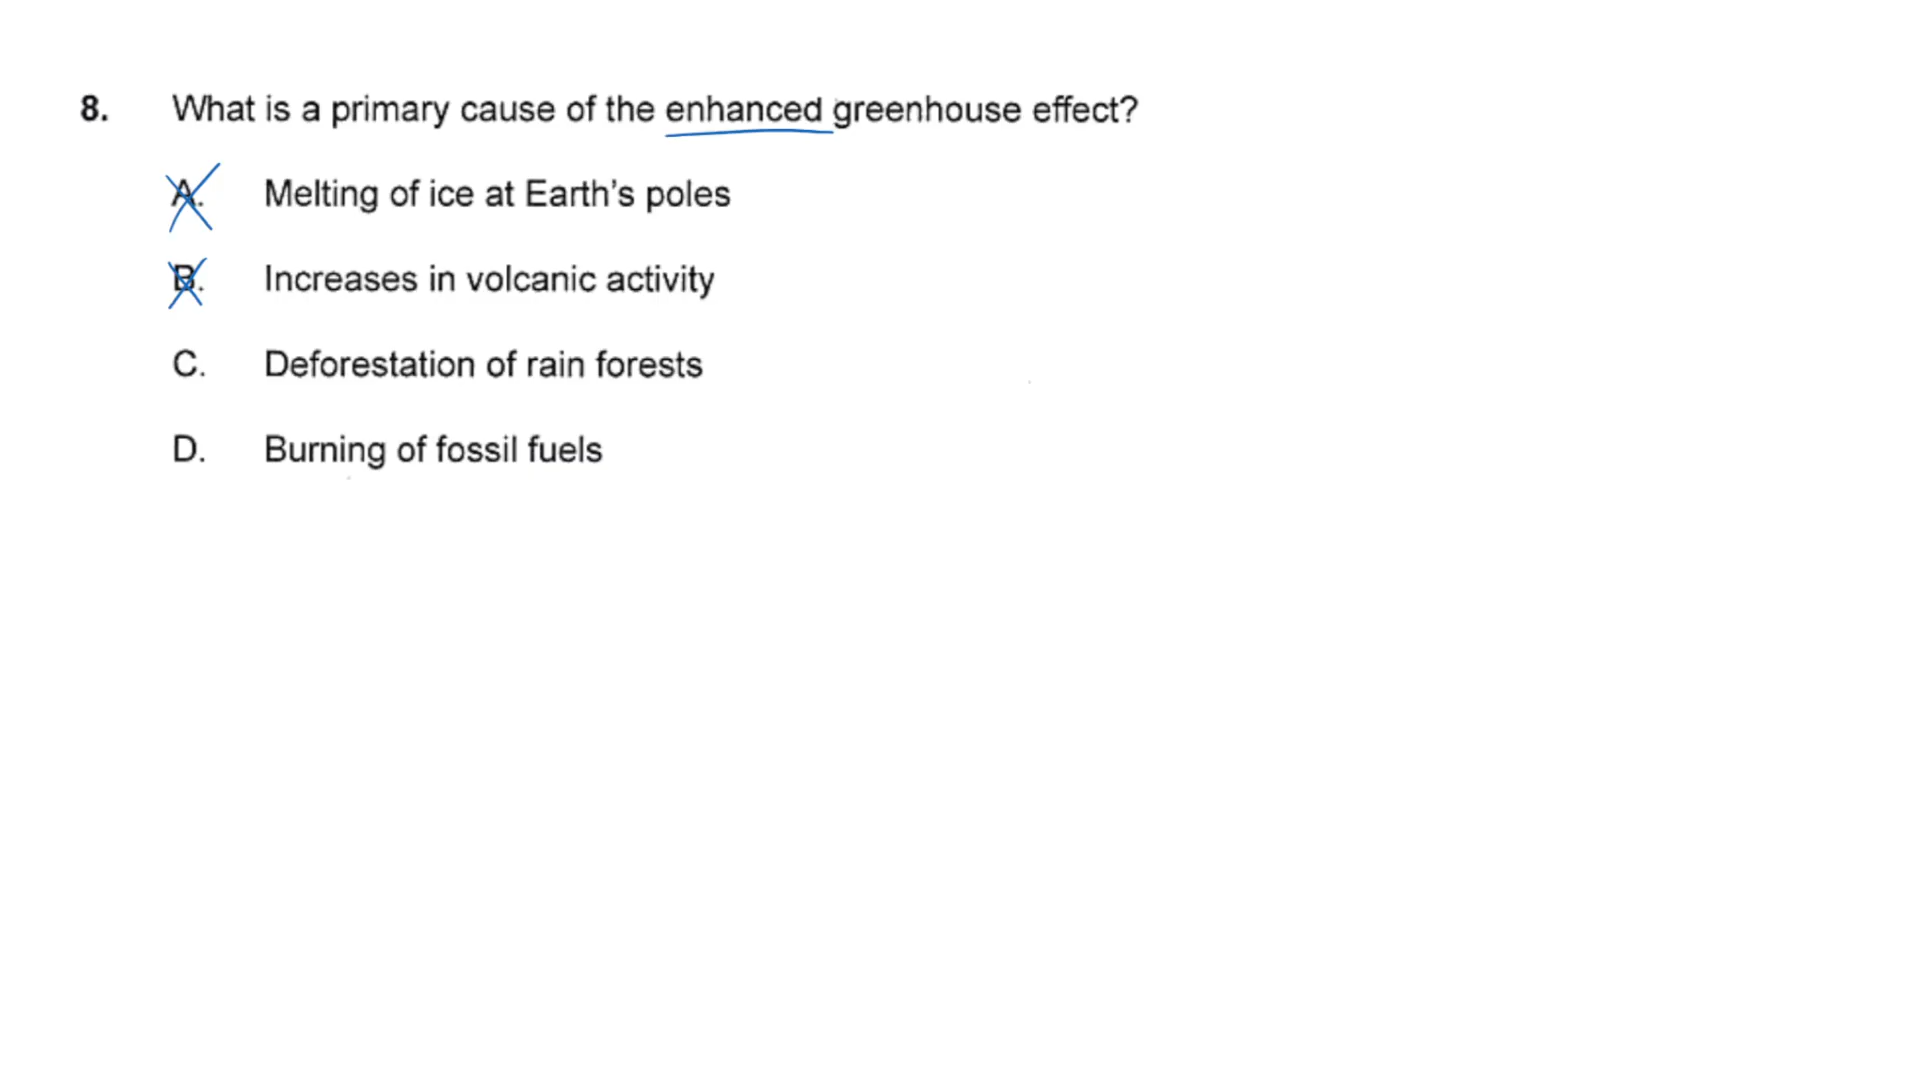 8. What is a primary cause of the enhanced greenhouse effect?
A. Melting of ice at Earth's poles
B. Increases in volcanic activity
C. Deforestation of rain forests
D. Burning of fossil fuels